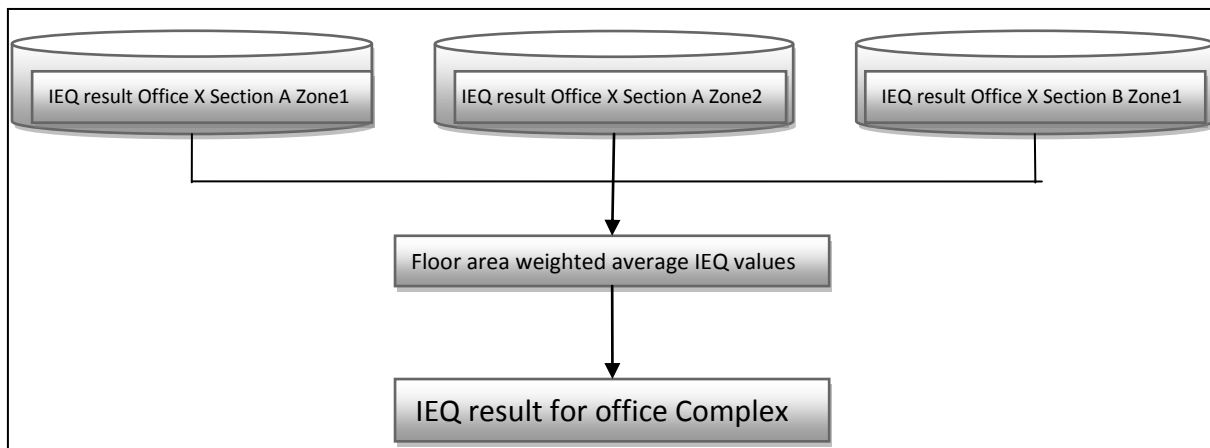 IEQ result Office X Section A Zone1
IEQ result Office X Section A Zone2
IEQ result Office X Section B Zone1
Floor area weighted average IEQ values
IEQ result for office Complex